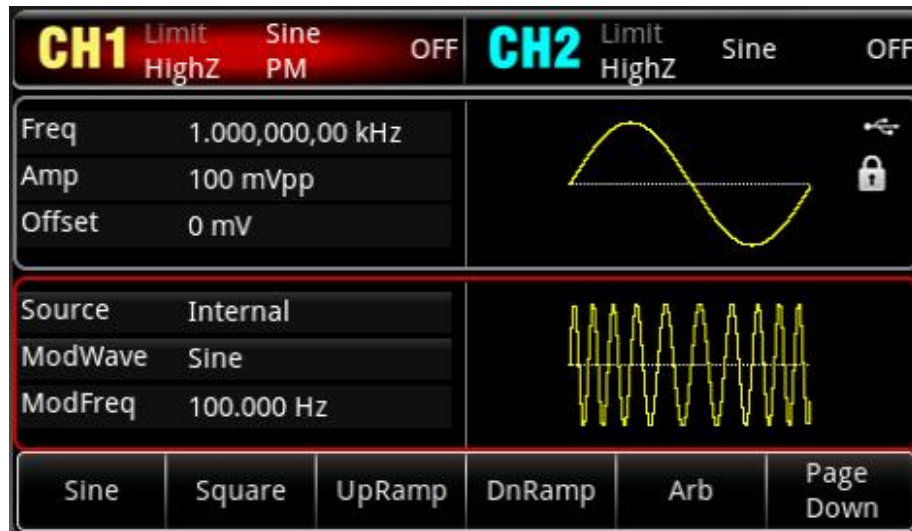 CH1 Limit Sine OFF CH2 Limit Sine OFF
HighZ PM HighZ
Freq 1.000,000,00 kHz
Amp 100 mVpp
Offset 0 mV
Source Internal
ModWave Sine
ModFreq 100.000 Hz
Sine Square UpRamp DnRamp Arb Page
Down